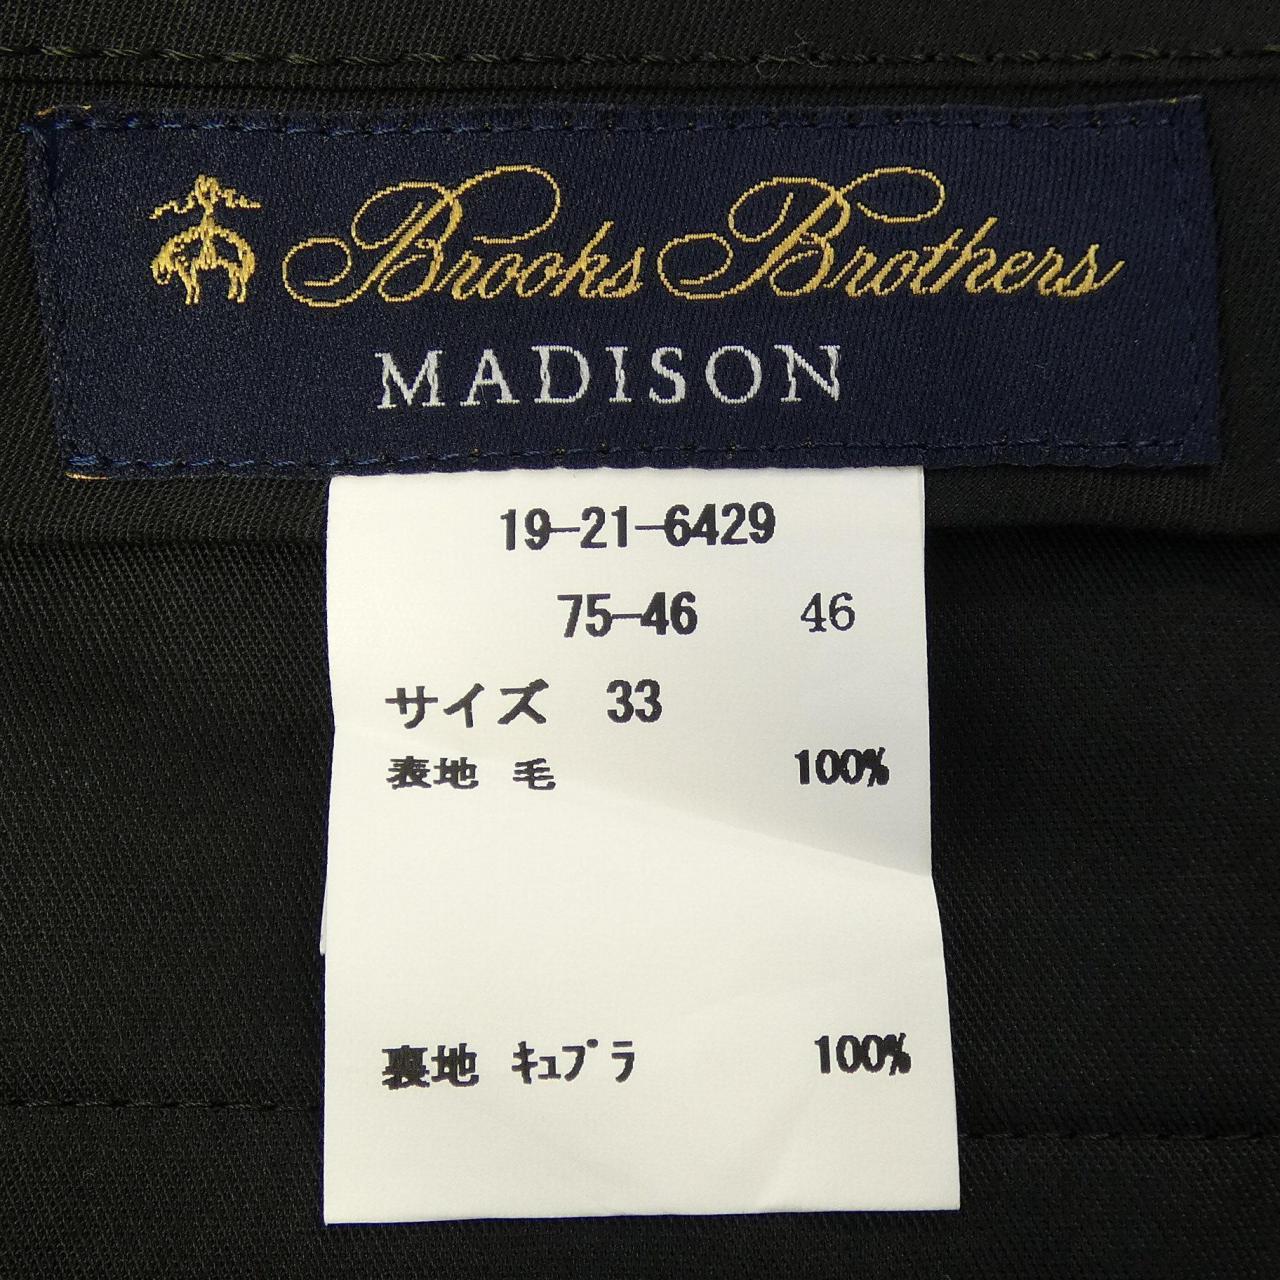 Brooks Brothers
MADISON
19-21-6429
75-46 46
サイズ 33
表地 毛 100%
裏地 ｷｭﾌﾟﾗ 100%